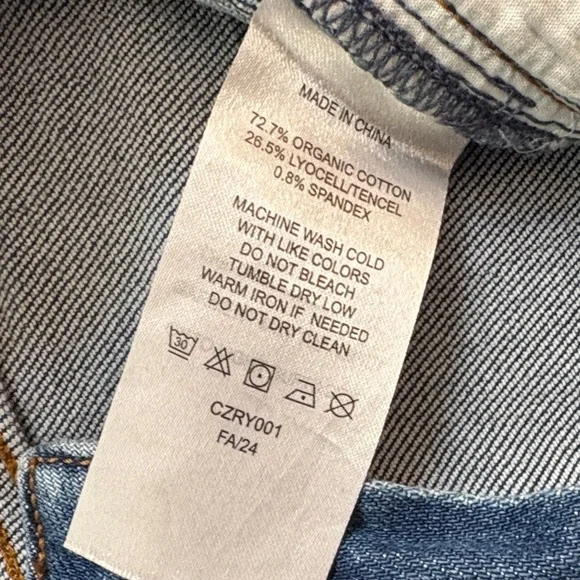 MADE IN CHINA
72.7% ORGANIC COTTON
26.5% LYOCELL/TENCEL
0.8% SPANDEX
MACHINE WASH COLD
WITH LIKE COLORS
DO NOT BLEACH
TUMBLE DRY LOW
WARM IRON IF NEEDED
DO NOT DRY CLEAN
30
CZRY001
FA/24